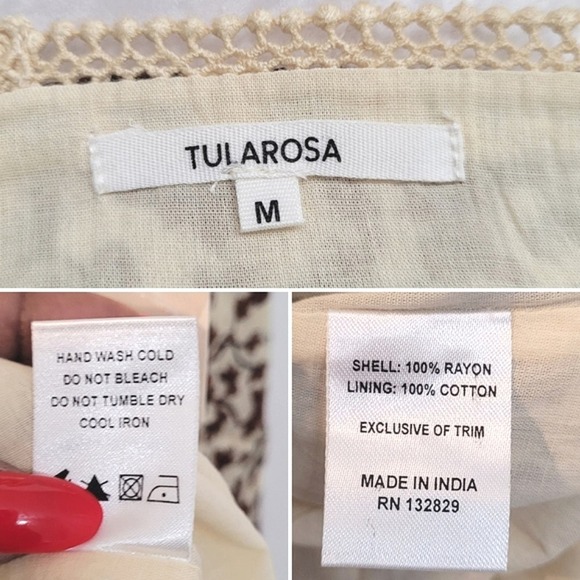 TULAROSA
M
HAND WASH COLD
DO NOT BLEACH
DO NOT TUMBLE DRY
COOL IRON
SHELL: 100% RAYON
LINING: 100% COTTON
EXCLUSIVE OF TRIM
MADE IN INDIA
RN 132829